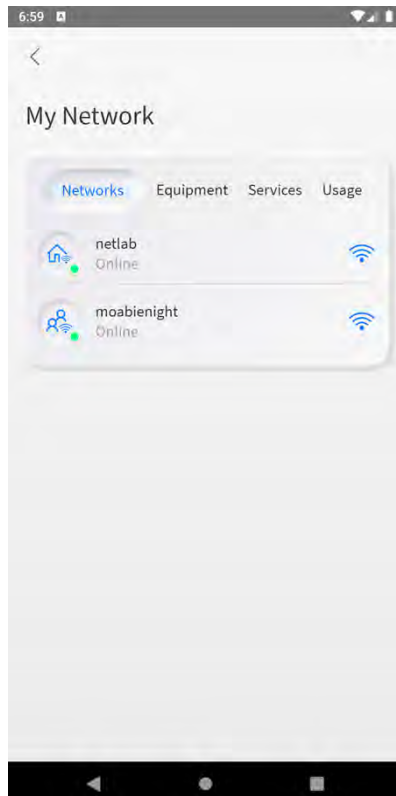 6:59
My Network
Networks Equipment Services Usage
netlab
Online
moabienight
Online